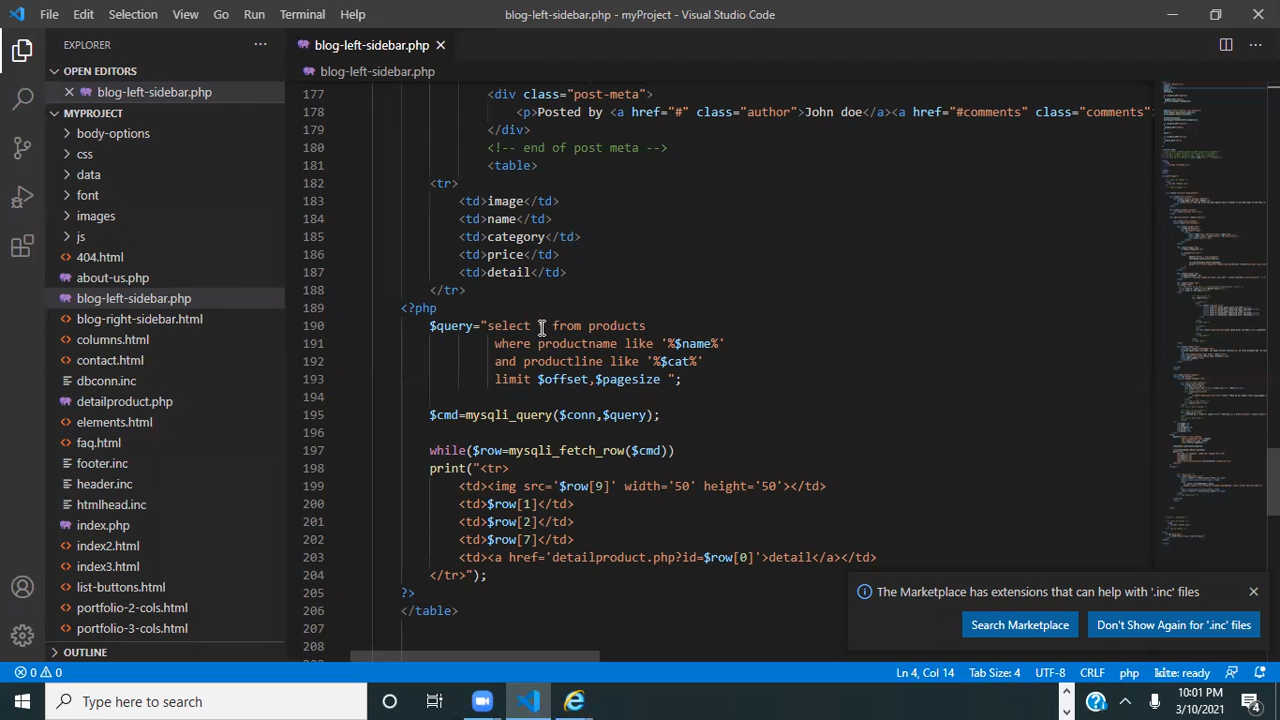 File Edit Selection View Go Run Terminal Help
blog-left-sidebar.php - myProject - Visual Studio Code
EXPLORER
OPEN EDITORS
blog-left-sidebar.php
MYPROJECT
body-options
css
data
font
images
js
404.html
about-us.php
blog-left-sidebar.php
blog-right-sidebar.html
columns.html
contact.html
dbconn.inc
detailproduct.php
elements.html
faq.html
footer.inc
header.inc
htmlhead.inc
index.php
index2.html
index3.html
list-buttons.html
portfolio-2-cols.html
portfolio-3-cols.html
OUTLINE
blog-left-sidebar.php
blog-left-sidebar.php
177 <div class="post-meta">
178 <p>Posted by <a href="#" class="author">John doe</a><a href="#comments" class="comments"
179 </div>
180 <!-- end of post meta -->
181 <table>
182 <tr>
183 <td>image</td>
184 <td>name</td>
185 <td>category</td>
186 <td>price</td>
187 <td>detail</td>
188 </tr>
189 <?php
190 $query="select from products
191 where productname like '%$name%'
192 and productline like '%$cat%'
193 limit $offset,$pagesize ";
194
195 $cmd=mysqli_query($conn,$query);
196
197 while($row=mysqli_fetch_row($cmd))
198 print("<tr>
199 <td><img src='$row[9]' width='50' height='50'></td>
200 <td>$row[1]</td>
201 <td>$row[2]</td>
202 <td>$row[7]</td>
203 <td><a href='detailproduct.php?id=$row[0]'>detail</a></td>
204 </tr>");
205 ?>
206 </table>
207
208
The Marketplace has extensions that can help with '.inc' files
Search Marketplace Don't Show Again for '.inc' files
0 0
Ln 4, Col 14 Tab Size: 4 UTF-8 CRLF php kite: ready
Type here to search
10:01 PM
3/10/2021
4